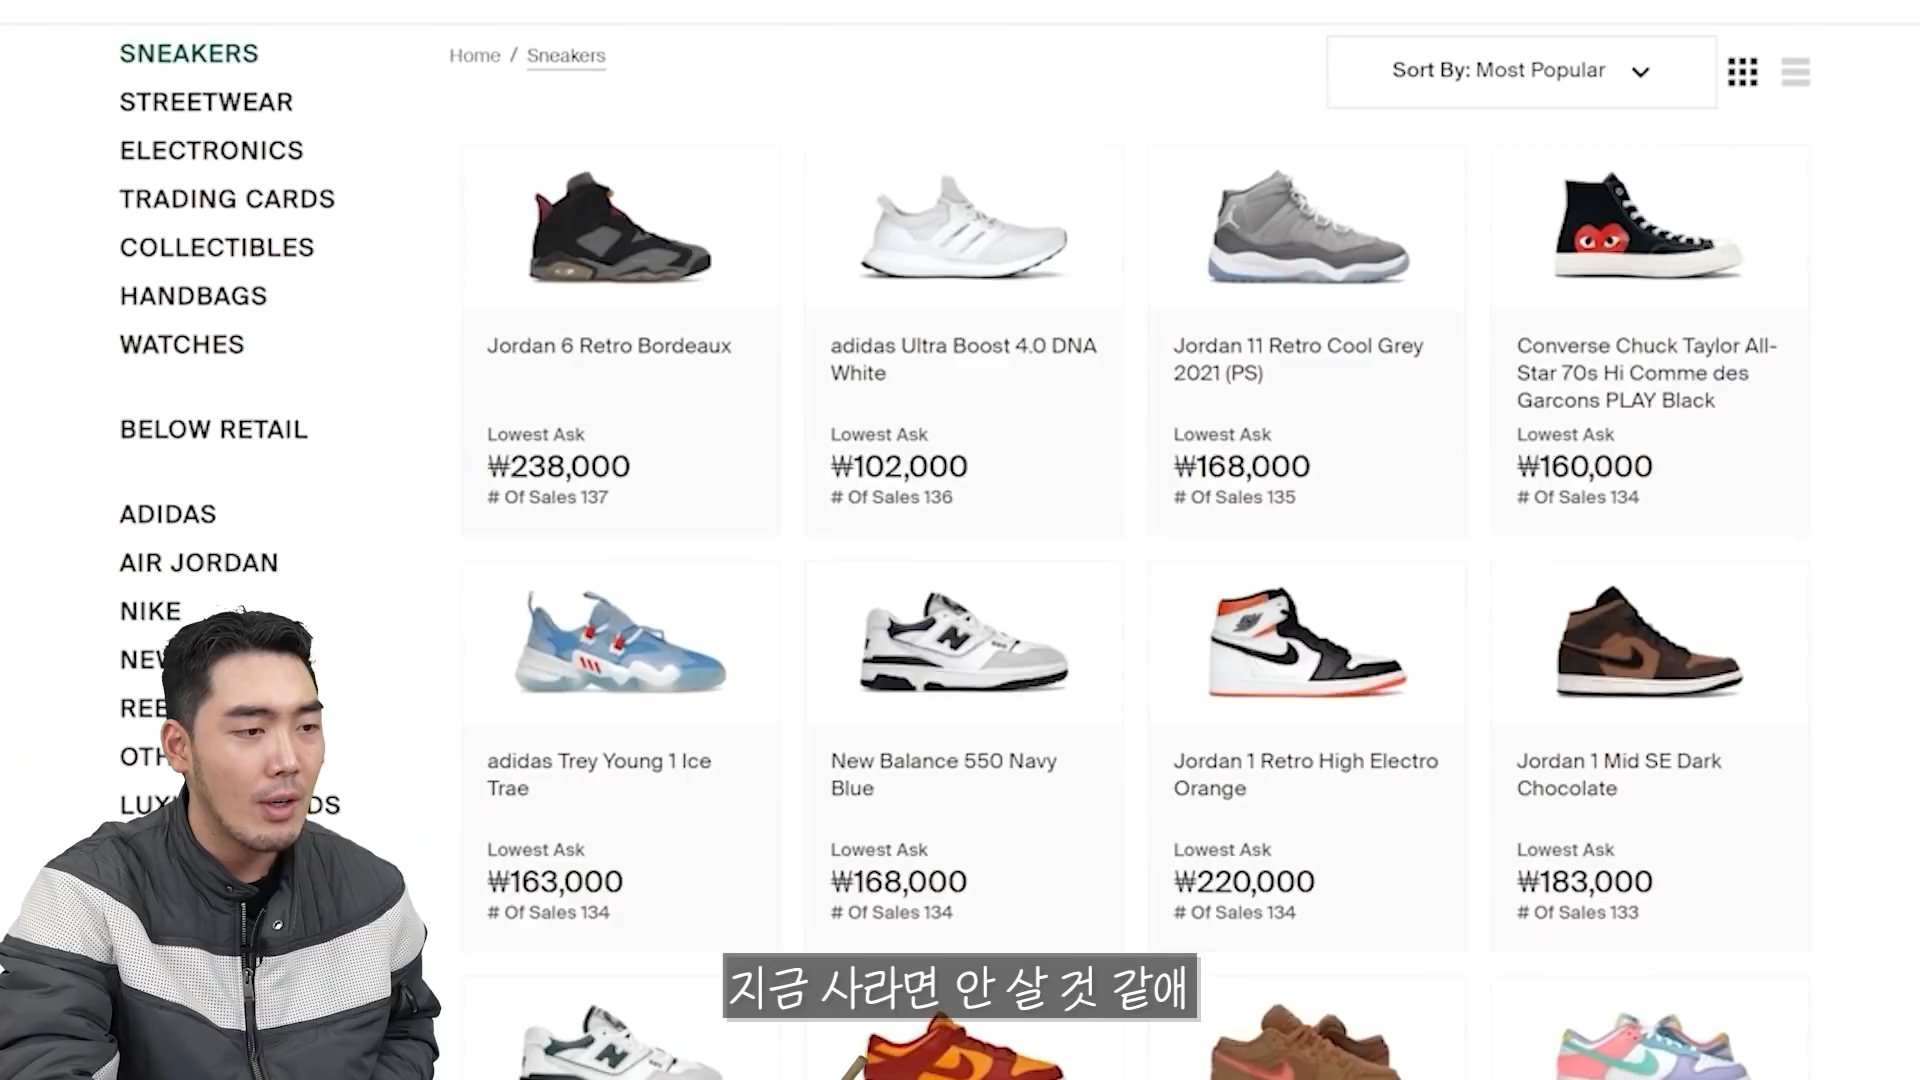 SNEAKERS
STREETWEAR
ELECTRONICS
TRADING CARDS
COLLECTIBLES
HANDBAGS
WATCHES
BELOW RETAIL
ADIDAS
AIR JORDAN
NIKE
Home / Sneakers
Sort By: Most Popular
Jordan 6 Retro Bordeaux
Lowest Ask
₩238,000
# Of Sales 137
adidas Ultra Boost 4.0 DNA
White
Lowest Ask
₩102,000
# Of Sales 136
Jordan 11 Retro Cool Grey
2021 (PS)
Lowest Ask
₩168,000
# Of Sales 135
Converse Chuck Taylor All-
Star 70s Hi Comme des
Garcons PLAY Black
Lowest Ask
₩160,000
# Of Sales 134
adidas Trey Young 1 Ice
Trae
Lowest Ask
₩163,000
# Of Sales 134
New Balance 550 Navy
Blue
Lowest Ask
₩168,000
# Of Sales 134
Jordan 1 Retro High Electro
Orange
Lowest Ask
₩220,000
# Of Sales 134
Jordan 1 Mid SE Dark
Chocolate
Lowest Ask
₩183,000
# Of Sales 133
지금 사라면 안 살 것 같애